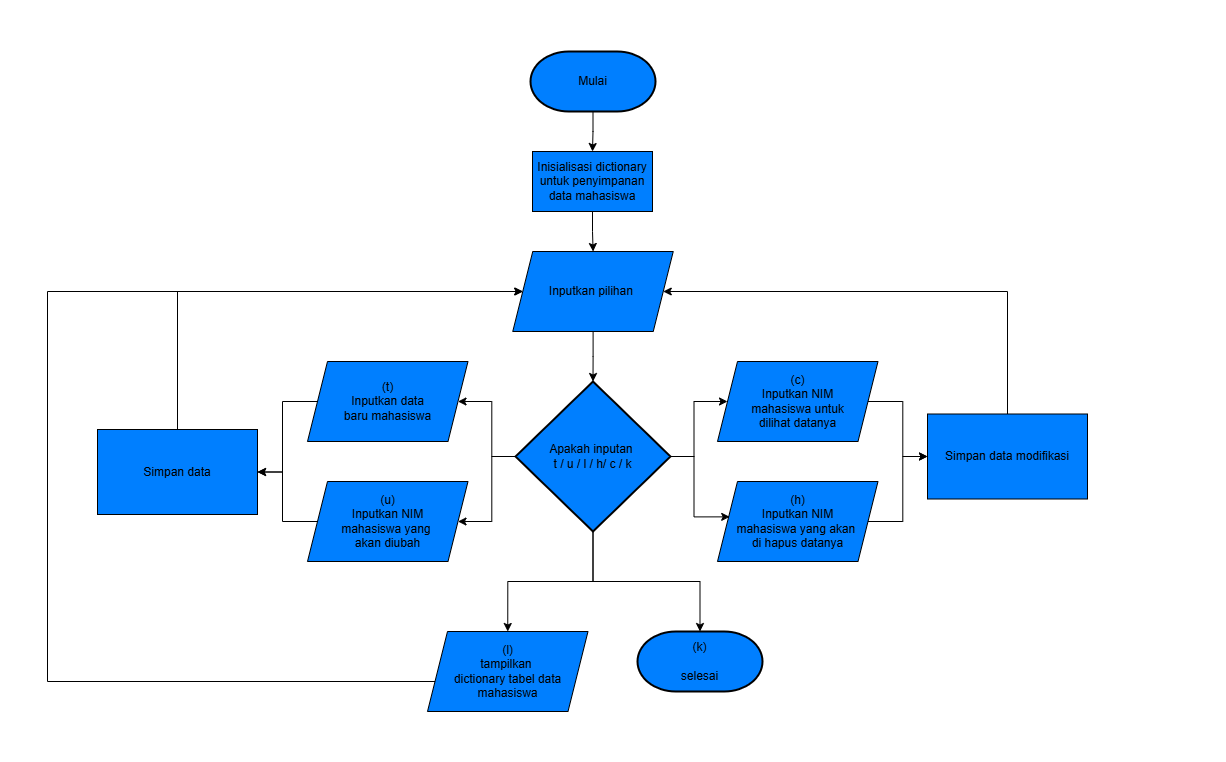 Mulai
Inisialisasi dictionary
untuk penyimpanan
data mahasiswa
Inputkan pilihan
(t)
Inputkan data
baru mahasiswa
(c)
Inputkan NIM
mahasiswa untuk
dilihat datanya
Simpan data
Apakah inputan
t / u / l / h/ c / k
Simpan data modifikasi
(u)
Inputkan NIM
mahasiswa yang
akan diubah
(h)
Inputkan NIM
mahasiswa yang akan
di hapus datanya
(l)
tampilkan
dictionary tabel data
mahasiswa
(k)
selesai